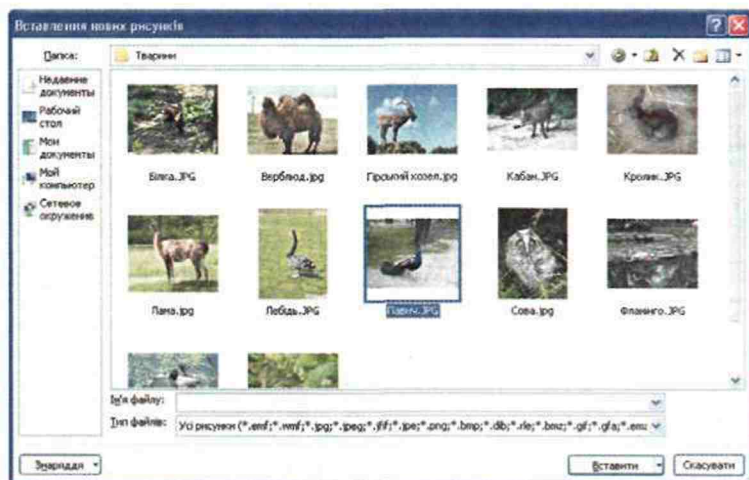 Вставлення нових рисунків
Папка:
Тварини
Недавние документы
Рабочий стол
Мои документы
Мой компьютер
Сетевое окружение
Білка.JPG
Верблюд.jpg
Гірський козел.jpg
Кабан.JPG
Кролик.JPG
Лама.jpg
Лебідь.JPG
Павич.JPG
Сова.jpg
Фламинго.JPG
Ім'я файлу:
Тип файлів:
Усі рисунки (*.emf;*.wmf;*.jpg;*.jpeg;*.jfif;*.jpe;*.png;*.bmp;*.dib;*.rle;*.bmz;*.gif;*.gfa;*.emz
Знаряддя
Вставити
Скасувати